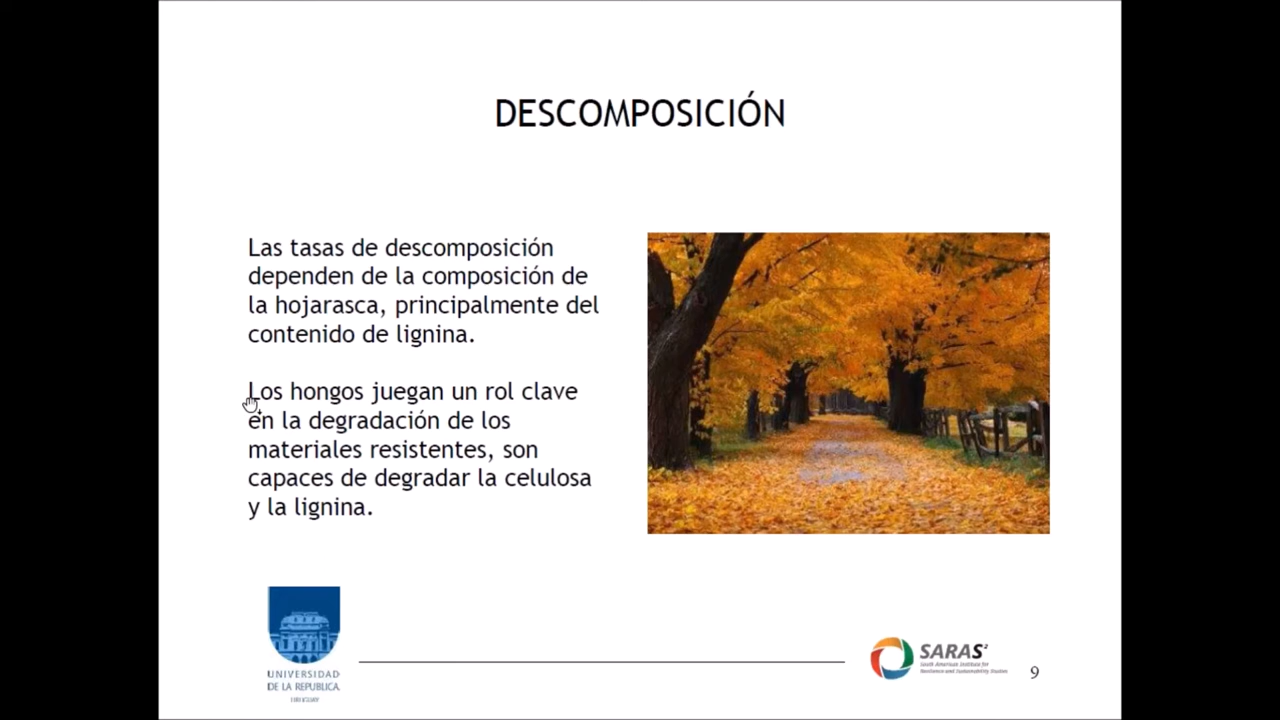 DESCOMPOSICIÓN
Las tasas de descomposición
dependen de la composición de
la hojarasca, principalmente del
contenido de lignina.
Los hongos juegan un rol clave
en la degradación de los
materiales resistentes, son
capaces de degradar la celulosa
y la lignina.
UNIVERSIDAD
DE LA REPUBLICA
URUGUAY
SARAS²
South American Institute for
Resilience and Sustainability Studies
9